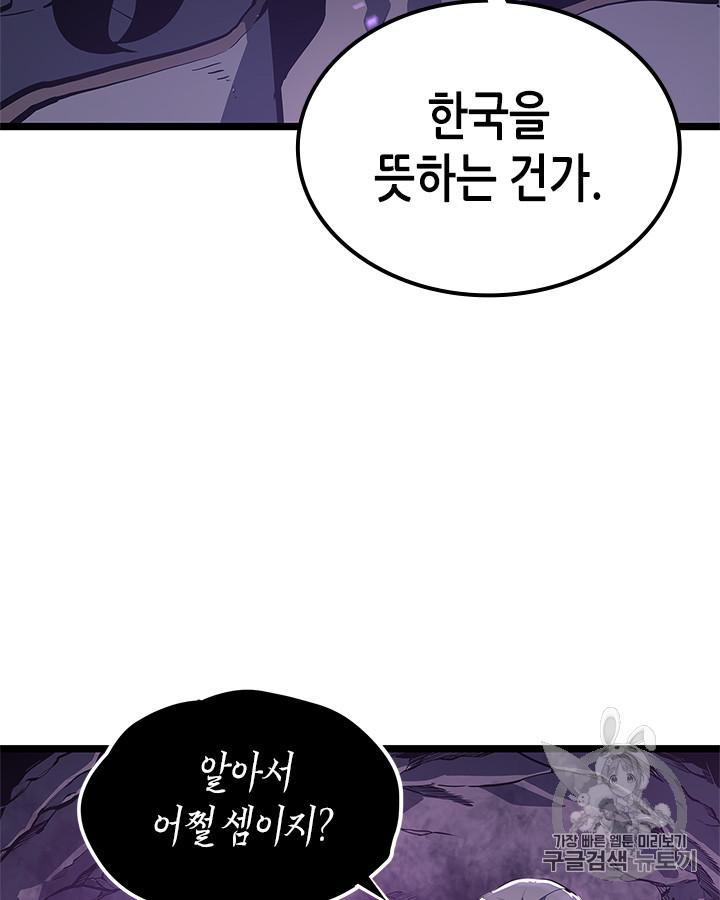 한국을
뜻하는 건가.
알아서
어쩔 셈이지?
가장 빠른 웹툰 미리보기
구글검색 뉴토끼